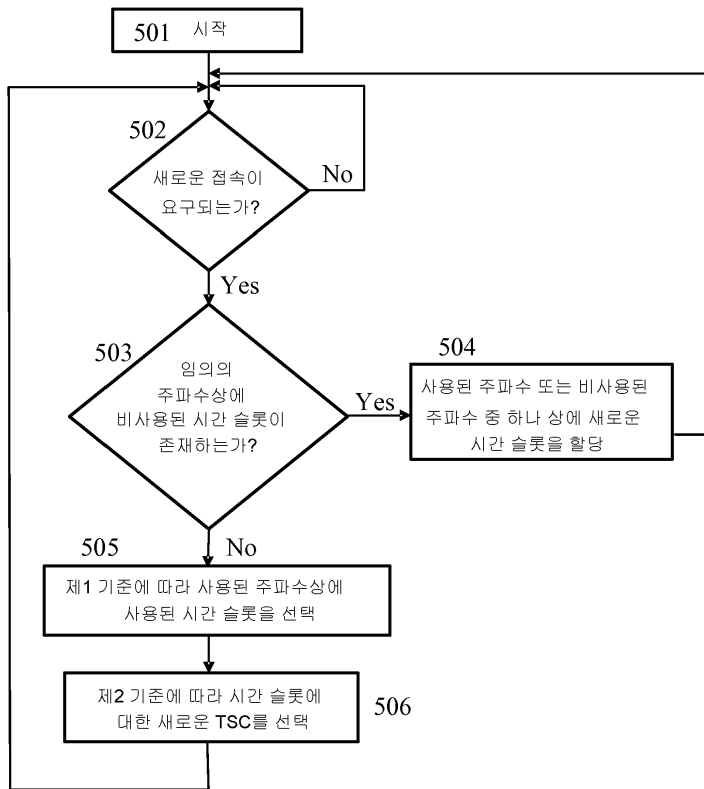 501 시작
502
새로운 접속이
요구되는가?
No
Yes
503
임의의
주파수상에
비사용된 시간 슬롯이
존재하는가?
Yes
504
사용된 주파수 또는 비사용된
주파수 중 하나 상에 새로운
시간 슬롯을 할당
No
505
제1 기준에 따라 사용된 주파수상에
사용된 시간 슬롯을 선택
제2 기준에 따라 시간 슬롯에
대한 새로운 TSC를 선택
506